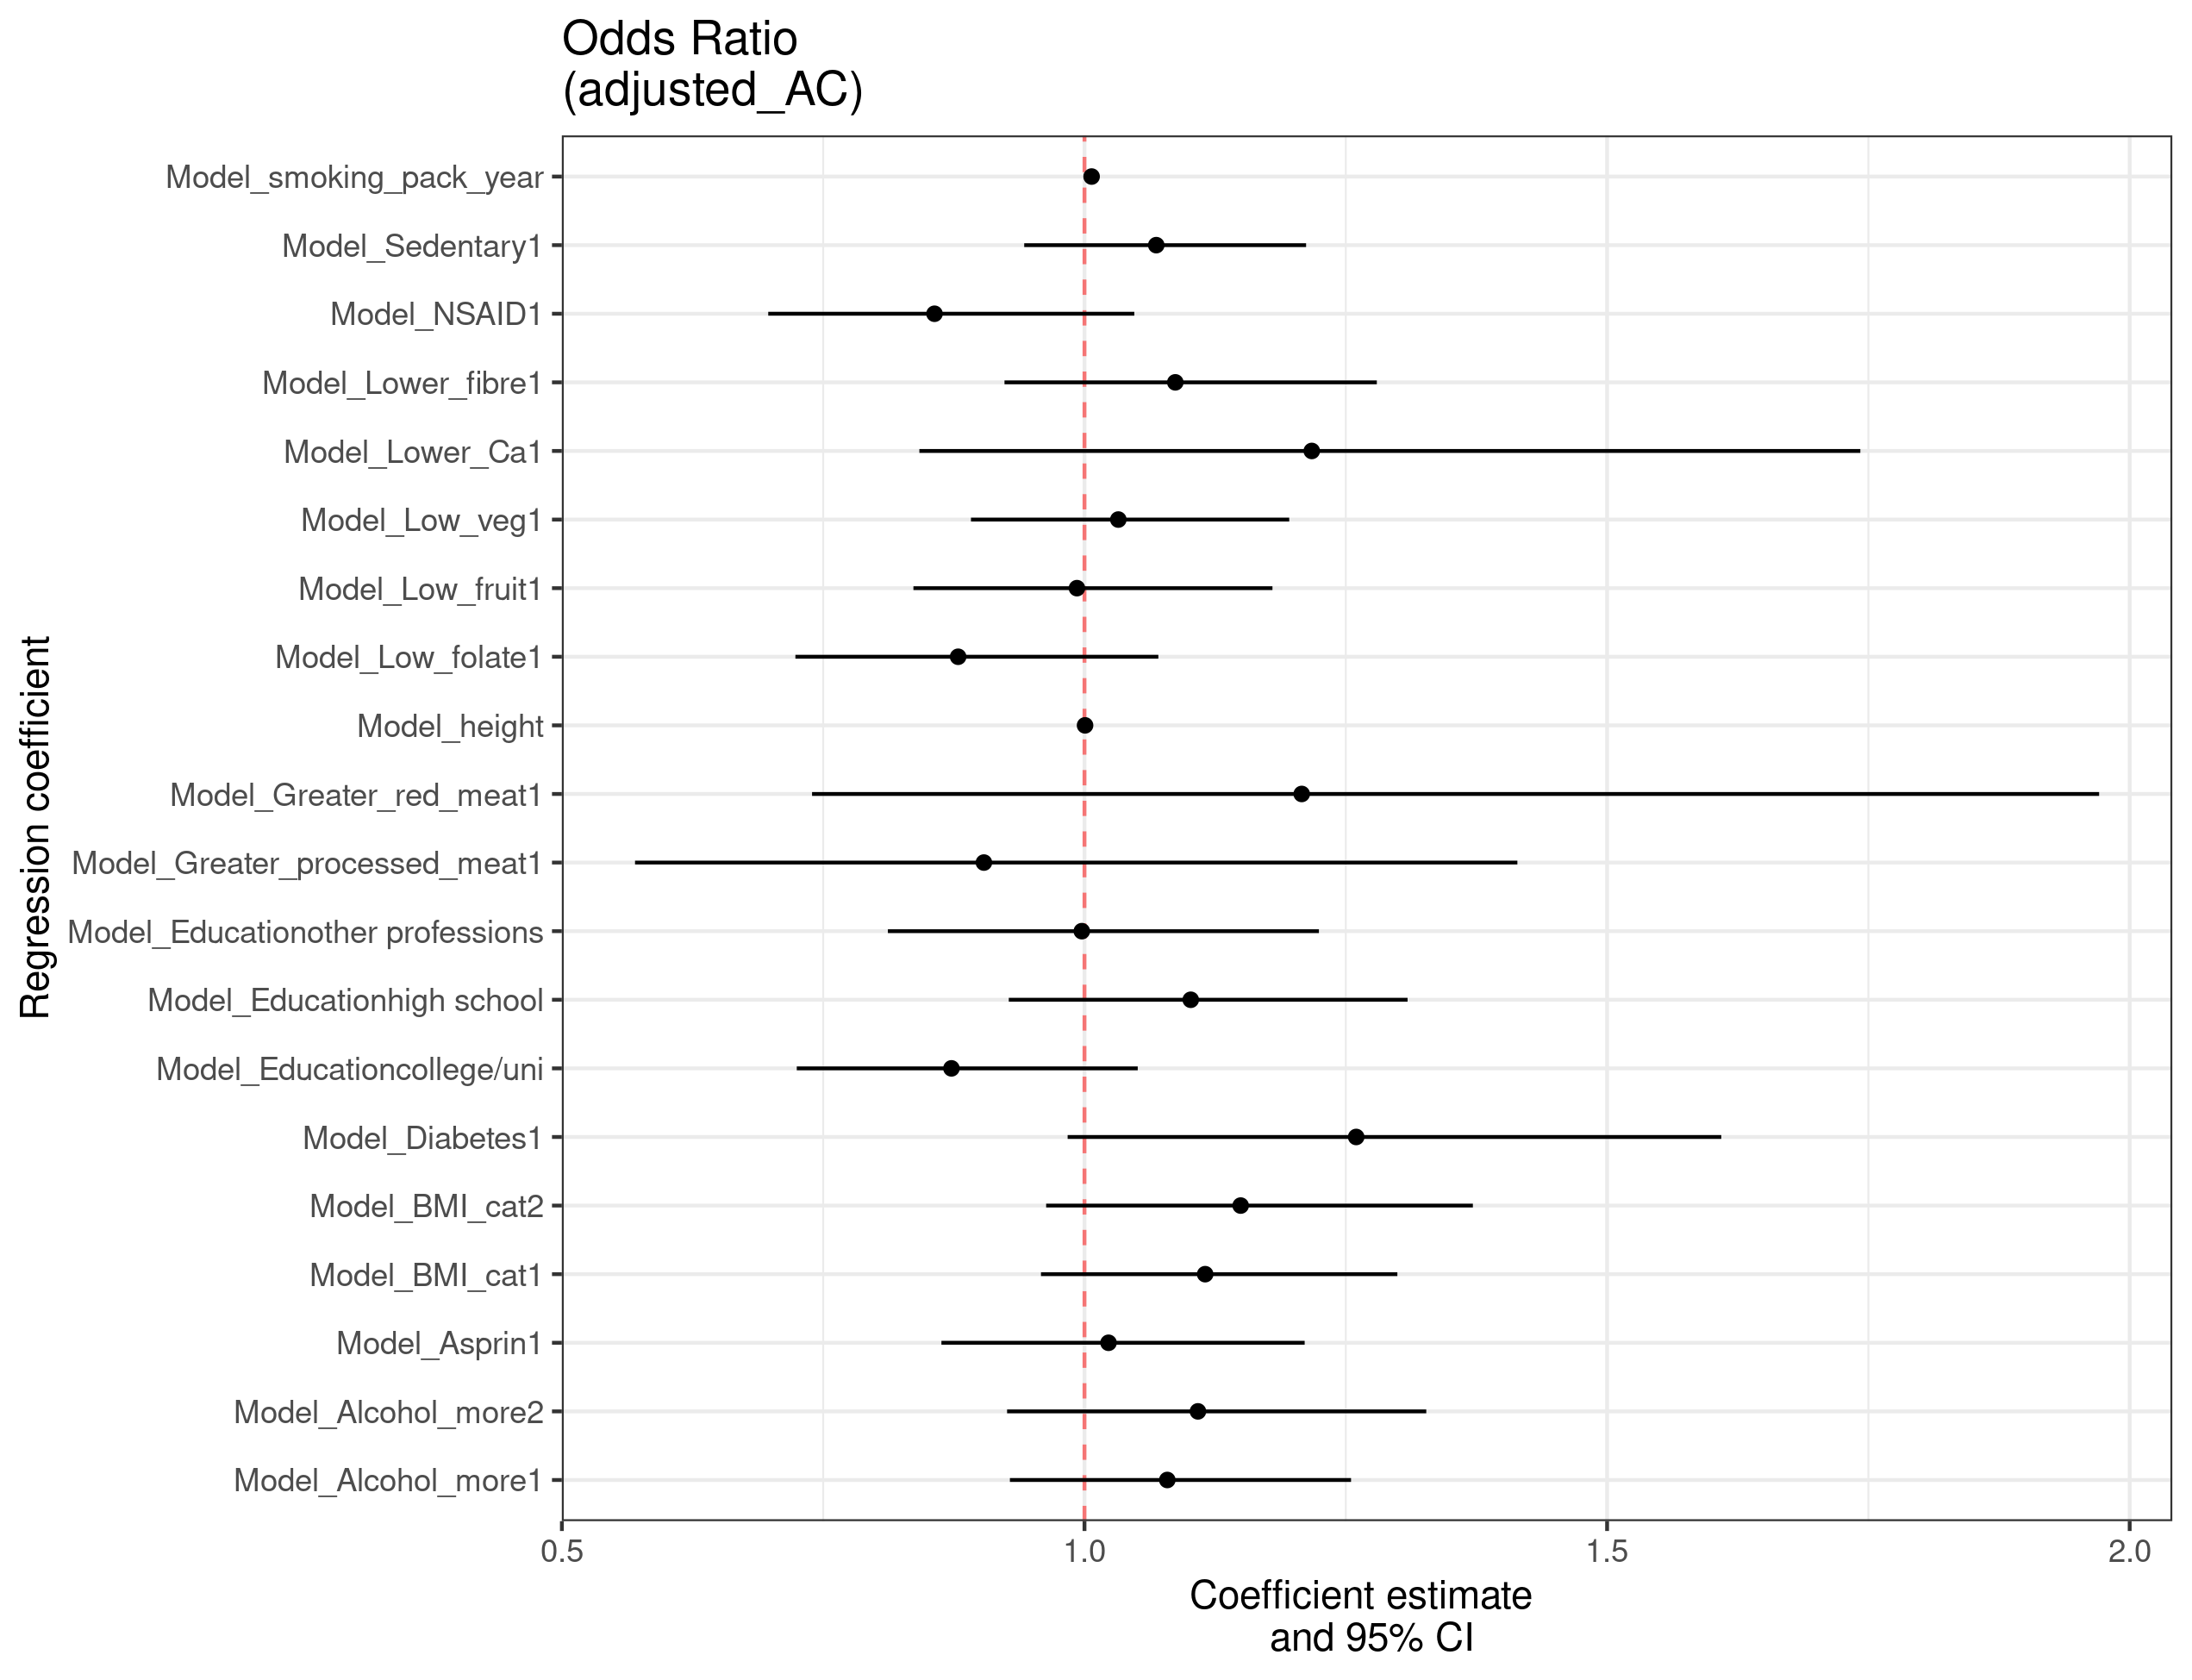 Odds Ratio
(adjusted_AC)
Model_smoking_pack_year
Model_Sedentary1
Model_NSAID1
Model_Lower_fibre1
Model_Lower_Ca1
Model_Low_veg1
Model_Low_fruit1
Model_Low_folate1
Model_height
Model_Greater_red_meat1
Model_Greater_processed_meat1
Model_Educationother professions
Model_Educationhigh school
Model_Educationcollege/uni
Model_Diabetes1
Model_BMI_cat2
Model_BMI_cat1
Model_Asprin1
Model_Alcohol_more2
Model_Alcohol_more1
Regression coefficient
0.5 1.0 1.5 2.0
Coefficient estimate
and 95% CI